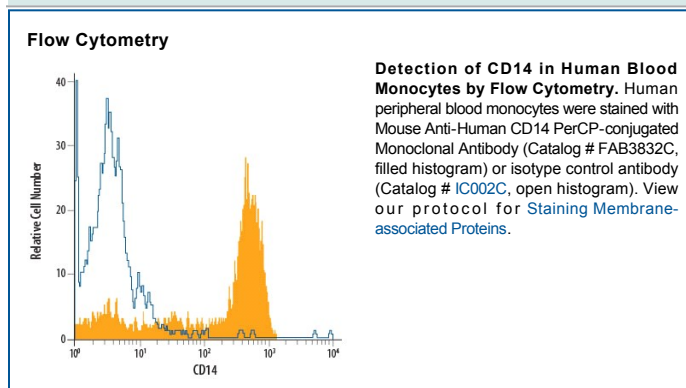 Flow Cytometry
Detection of CD14 in Human Blood
Monocytes by Flow Cytometry. Human
peripheral blood monocytes were stained with
Mouse Anti-Human CD14 PerCP-conjugated
Monoclonal Antibody (Catalog # FAB3832C,
filled histogram) or isotype control antibody
(Catalog # IC002C, open histogram). View
our protocol for Staining Membrane-
associated Proteins.
Relative Cell Number
40
30
20
10
0
10⁰ 10¹ 10² 10³ 10⁴
CD14